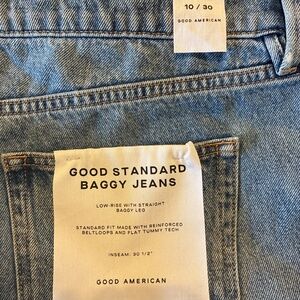 10 / 30
GOOD AMERICAN
GOOD STANDARD
BAGGY JEANS
LOW-RISE WITH STRAIGHT
BAGGY LEG
STANDARD FIT MADE WITH REINFORCED
BELTLOOPS AND FLAT TUMMY TECH
INSEAM: 30 1/2"
GOOD AMERICAN